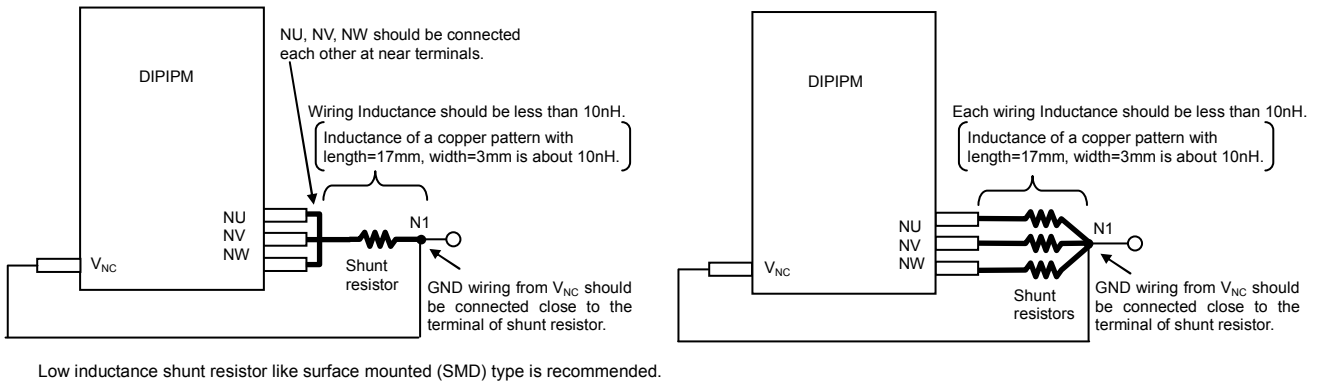 NU, NV, NW should be connected
each other at near terminals.
DIPIPM
Wiring Inductance should be less than 10nH.
Inductance of a copper pattern with
length=17mm, width=3mm is about 10nH.
NU
NV
NW
N1
VNC
Shunt
resistor
GND wiring from VNC should
be connected close to the
terminal of shunt resistor.
DIPIPM
Each wiring Inductance should be less than 10nH.
Inductance of a copper pattern with
length=17mm, width=3mm is about 10nH.
NU
NV
NW
N1
VNC
Shunt
resistors
GND wiring from VNC should
be connected close to the
terminal of shunt resistor.
Low inductance shunt resistor like surface mounted (SMD) type is recommended.